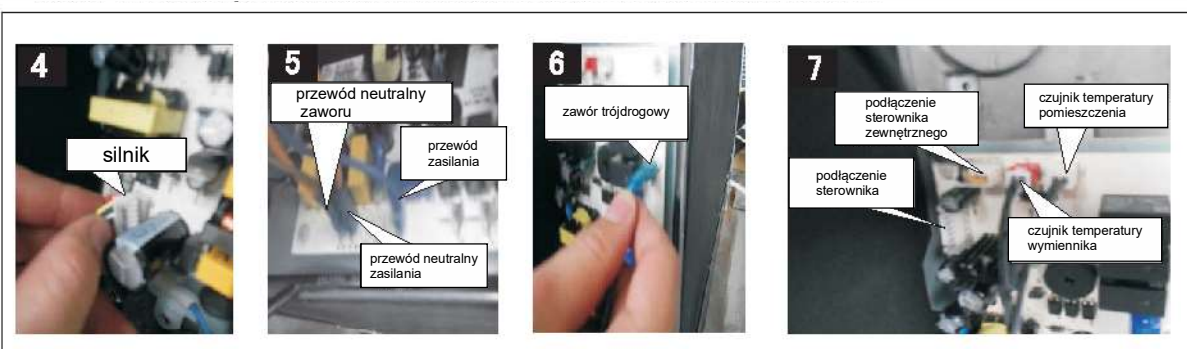 4
silnik
5
przewód neutralny
zaworu
przewód
zasilania
przewód neutralny
zasilania
6
zawór trójdrogowy
7
podłączenie
sterownika
zewnętrznego
czujnik temperatury
pomieszczenia
podłączenie
sterownika
czujnik temperatury
wymiennika